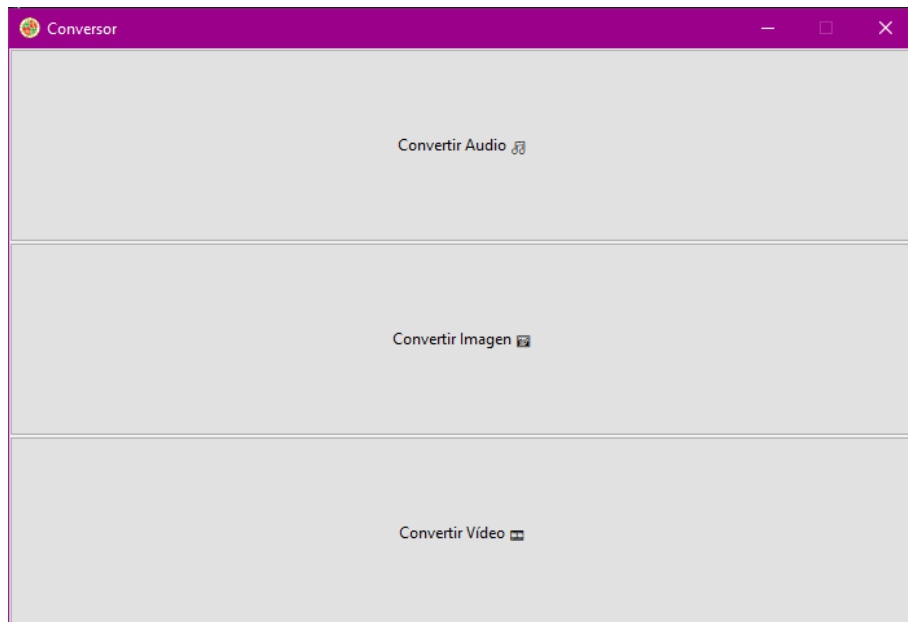 Conversor
Convertir Audio 🎵
Convertir Imagen 📷
Convertir Vídeo 🎞